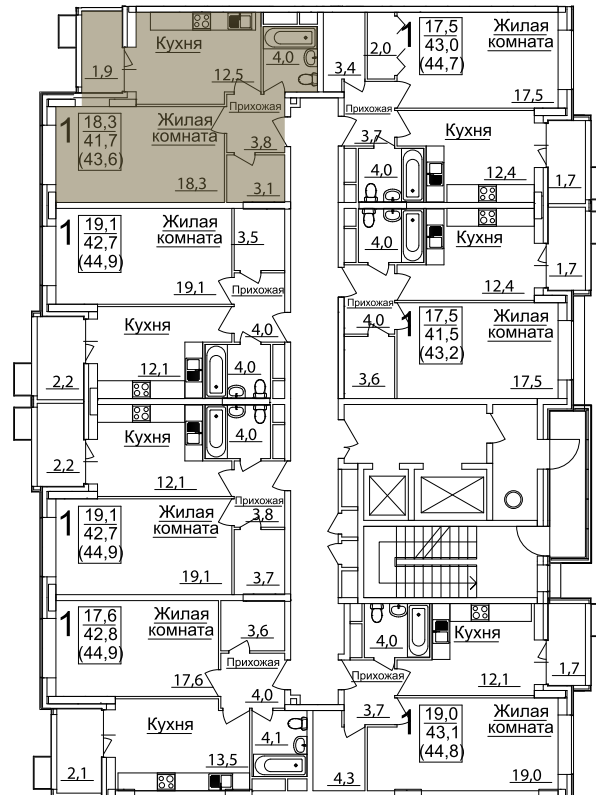 Кухня
1,9
12,5
4,0
Прихожая
1
18,3
41,7
(43,6)
Жилая
комната
18,3
3,8
3,1
3,4
2,0
1
17,5
43,0
(44,7)
Жилая
комната
17,5
Прихожая
3,7
Кухня
4,0
12,4
1,7
1
19,1
42,7
(44,9)
Жилая
комната
3,5
19,1
Прихожая
4,0
4,0
Кухня
12,4
1,7
Прихожая
4,0
1
17,5
41,5
(43,2)
Жилая
комната
3,6
17,5
Кухня
2,2
12,1
4,0
Кухня
2,2
12,1
4,0
Прихожая
3,8
1
19,1
42,7
(44,9)
Жилая
комната
19,1
3,7
1
17,6
42,8
(44,9)
Жилая
комната
3,6
17,6
Прихожая
4,0
4,0
Кухня
12,1
1,7
Прихожая
3,7
1
19,0
43,1
(44,8)
Жилая
комната
4,3
19,0
Кухня
2,1
13,5
4,1